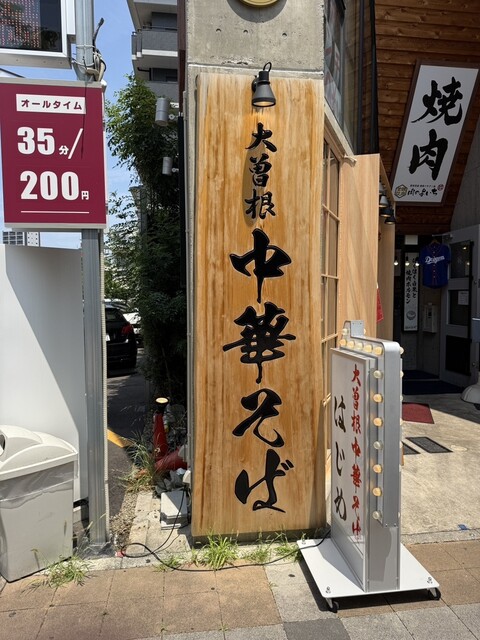 オールタイム
35分/
200円
大曽根
中華そば
焼肉
大曽根中華そば
はじめ
Dragons